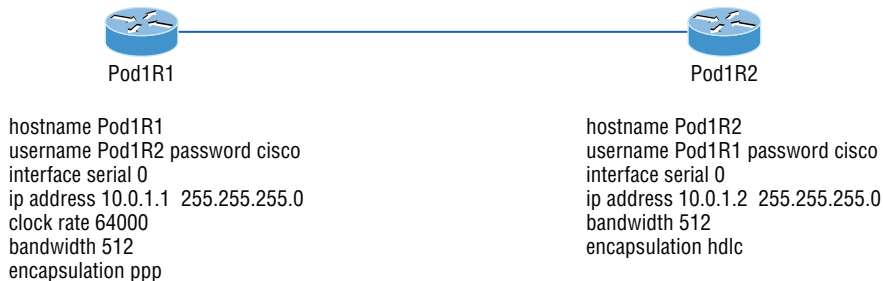 Pod1R1
Pod1R2
hostname Pod1R1
username Pod1R2 password cisco
interface serial 0
ip address 10.0.1.1 255.255.255.0
clock rate 64000
bandwidth 512
encapsulation ppp
hostname Pod1R2
username Pod1R1 password cisco
interface serial 0
ip address 10.0.1.2 255.255.255.0
bandwidth 512
encapsulation hdlc